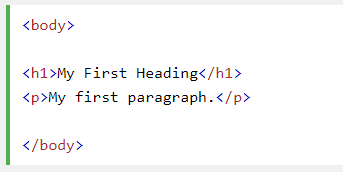 <body>
<h1>My First Heading</h1>
<p>My first paragraph.</p>
</body>